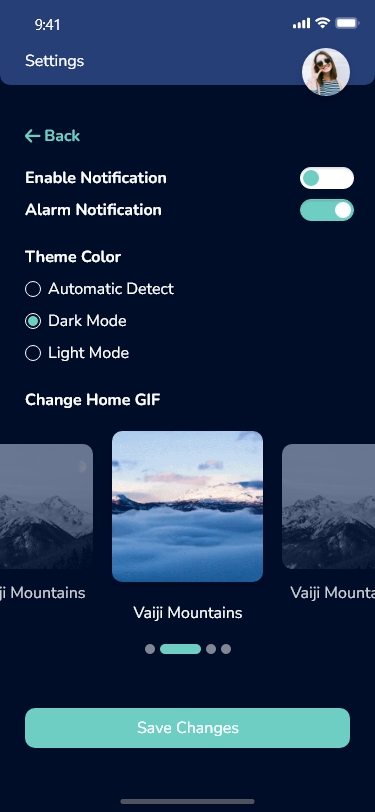 9:41
Settings
Back
Enable Notification
Alarm Notification
Theme Color
Automatic Detect
Dark Mode
Light Mode
Change Home GIF
ji Mountains
Vaiji Mountains
Vaiji Mounta
Save Changes